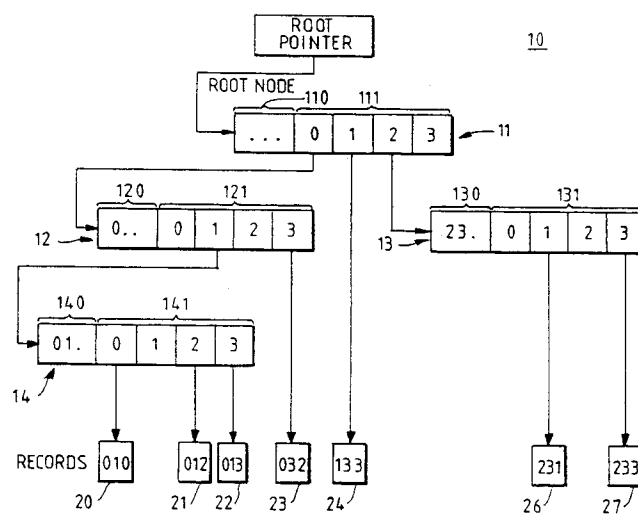 ROOT
POINTER
10
ROOT NODE
110 111
. . . 0 1 2 3
11
120 121
0. . 0 1 2 3
12
130 131
23. 0 1 2 3
13
140 141
01. 0 1 2 3
14
RECORDS 010 012 013 032 133 231 233
20 21 22 23 24 26 27